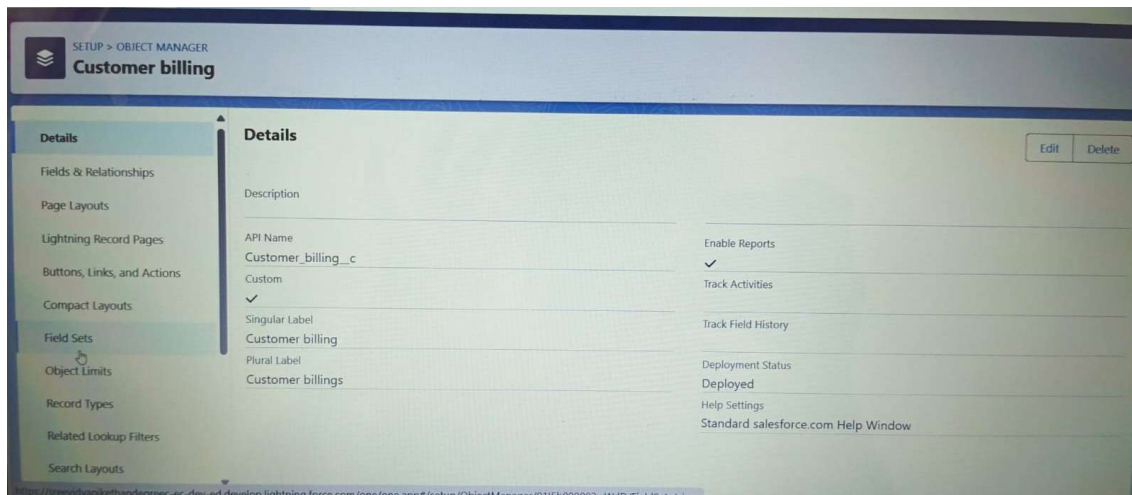 SETUP > OBJECT MANAGER
Customer billing
Details
Fields & Relationships
Page Layouts
Lightning Record Pages
Buttons, Links, and Actions
Compact Layouts
Field Sets
Object Limits
Record Types
Related Lookup Filters
Search Layouts
Details
Edit
Delete
Description
API Name
Customer_billing__c
Custom
Singular Label
Customer billing
Plural Label
Customer billings
Enable Reports
Track Activities
Track Field History
Deployment Status
Deployed
Help Settings
Standard salesforce.com Help Window